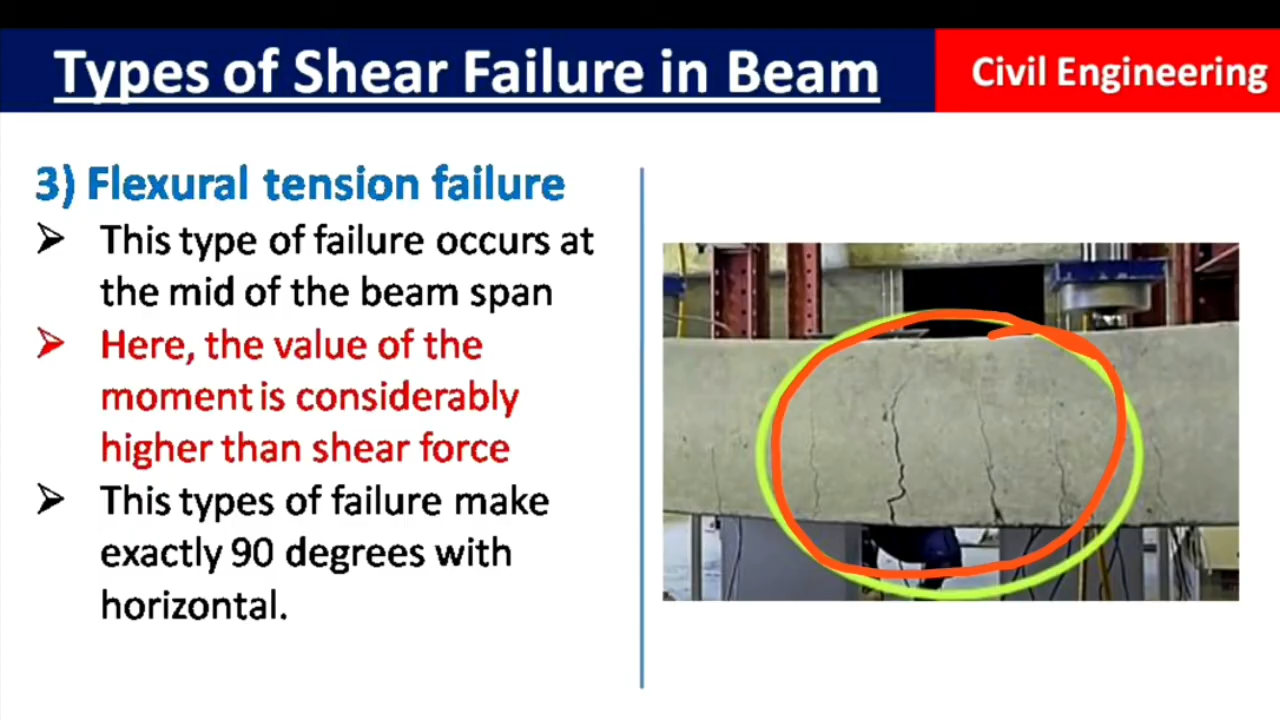 Types of Shear Failure in Beam
Civil Engineering
3) Flexural tension failure
This type of failure occurs at
the mid of the beam span
Here, the value of the
moment is considerably
higher than shear force
This types of failure make
exactly 90 degrees with
horizontal.